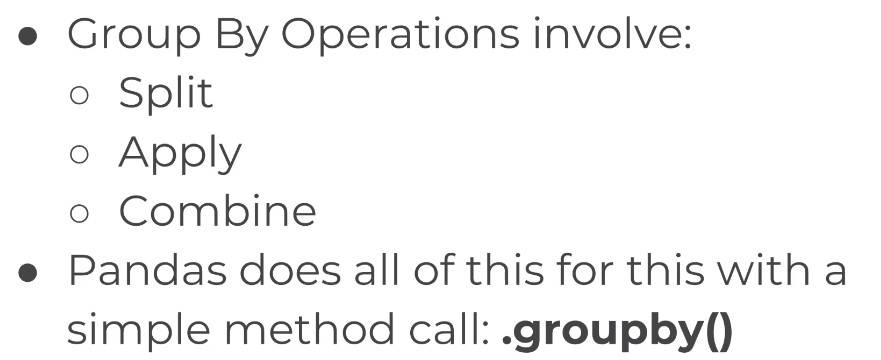 ● Group By Operations involve:
○ Split
○ Apply
○ Combine
● Pandas does all of this for this with a
simple method call: .groupby()